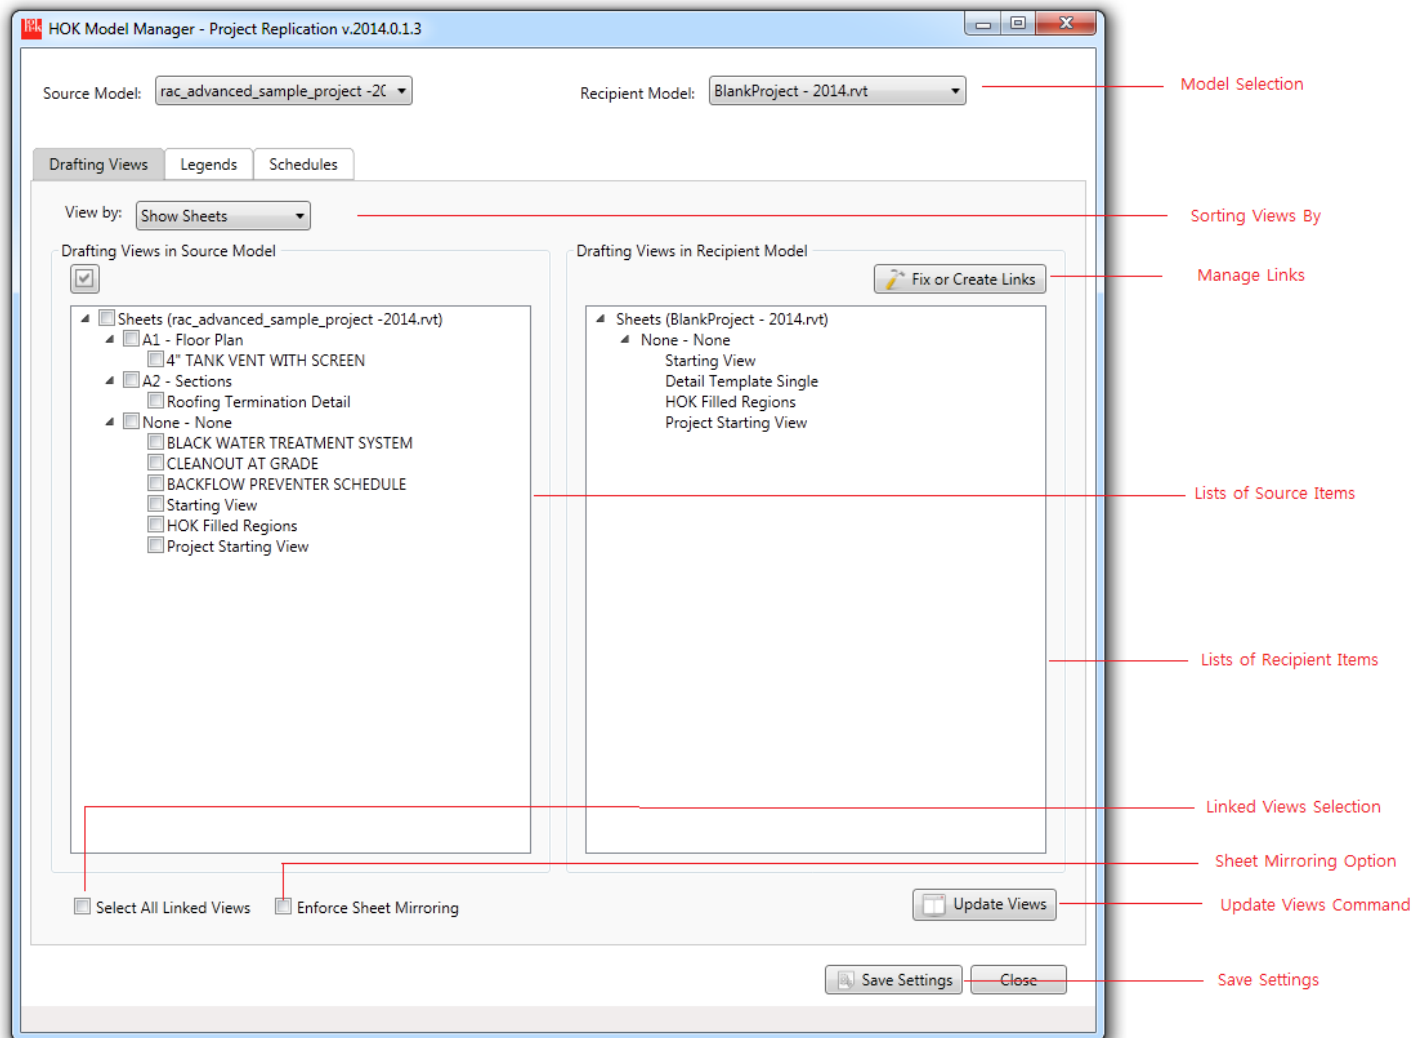 HOK Model Manager - Project Replication v.2014.0.1.3
Source Model: rac_advanced_sample_project -20 Recipient Model: BlankProject - 2014.rvt Model Selection
Drafting Views Legends Schedules
View by: Show Sheets Sorting Views By
Drafting Views in Source Model Drafting Views in Recipient Model
Fix or Create Links Manage Links
Sheets (rac_advanced_sample_project -2014.rvt) Sheets (BlankProject - 2014.rvt)
A1 - Floor Plan None - None
4" TANK VENT WITH SCREEN Starting View
A2 - Sections Detail Template Single
Roofing Termination Detail HOK Filled Regions
None - None Project Starting View
BLACK WATER TREATMENT SYSTEM
CLEANOUT AT GRADE
BACKFLOW PREVENTER SCHEDULE Lists of Source Items
Starting View
HOK Filled Regions
Project Starting View
Lists of Recipient Items
Linked Views Selection
Sheet Mirroring Option
Select All Linked Views Enforce Sheet Mirroring Update Views Update Views Command
Save Settings Close Save Settings